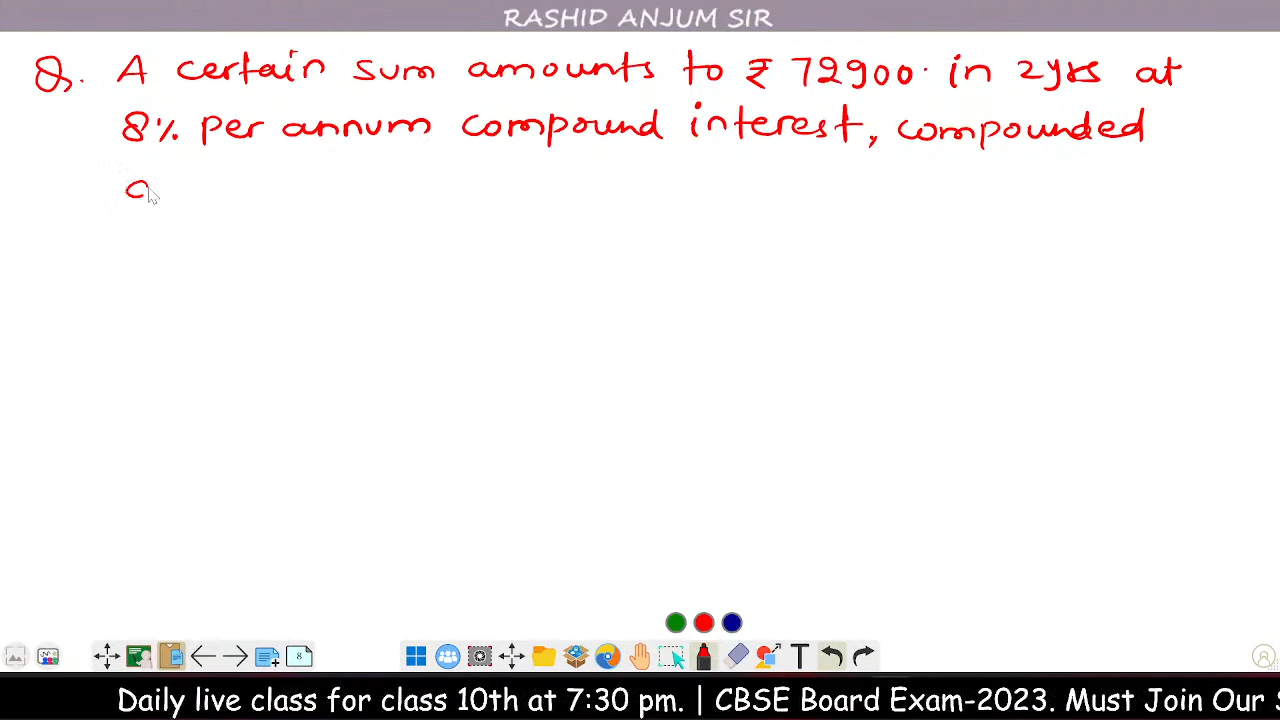 RASHID ANJUM SIR
Q. A certain sum amounts to ₹ 72900. in 2yrs at
8% per annum compound interest, compounded
a
8
Daily live class for class 10th at 7:30 pm. | CBSE Board Exam-2023. Must Join Our